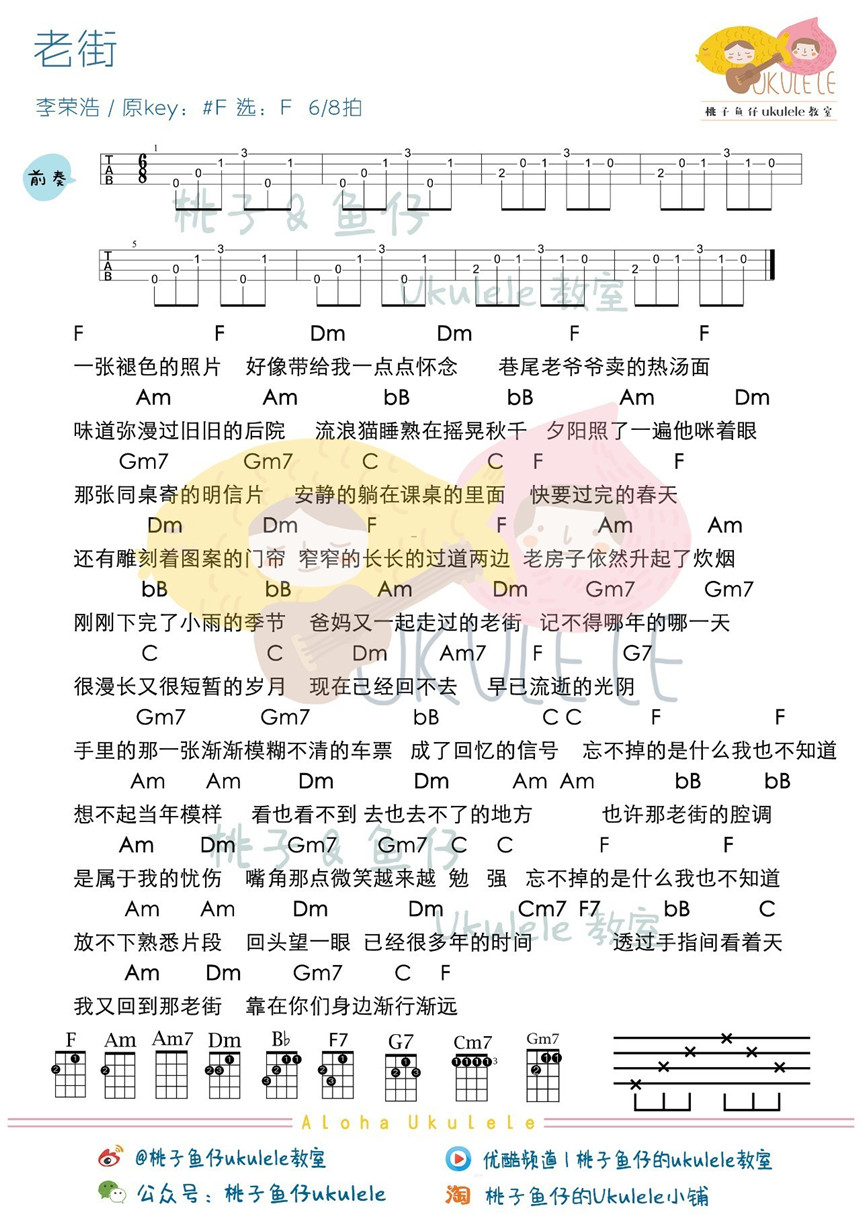 老街
UKULELE
李荣浩 / 原key：#F 选：F 6/8拍
桃子鱼仔ukulele教室
前奏
1
T A B 6 8 0 0 1 3 0 1 0 0 1 3 0 1 2 0 1 3 1 0 2 0 1 3 1 0
桃子 & 鱼仔
5
T A B 0 0 1 3 0 1 0 0 1 3 0 1 2 0 1 3 1 0 2 0 1 3 1 0
Ukulele 教室
F F Dm Dm F F
一张褪色的照片 好像带给我一点点怀念 巷尾老爷爷卖的热汤面
Am Am bB bB Am Dm
味道弥漫过旧旧的后院 流浪猫睡熟在摇晃秋千 夕阳照了一遍他咪着眼
Gm7 Gm7 C C F F
那张同桌寄的明信片 安静的躺在课桌的里面 快要过完的春天
Dm Dm F F Am Am
还有雕刻着图案的门帘 窄窄的长长的过道两边 老房子依然升起了炊烟
bB bB Am Dm Gm7 Gm7
刚刚下完了小雨的季节 爸妈又一起走过的老街 记不得哪年的哪一天
UKULELE
C C Dm Am7 F G7
很漫长又很短暂的岁月 现在已经回不去 早已流逝的光阴
Gm7 Gm7 bB C C F F
手里的那一张渐渐模糊不清的车票 成了回忆的信号 忘不掉的是什么我也不知道
Am Am Dm Dm Am Am bB bB
想不起当年模样 看也看不到 去也去不了的地方 也许那老街的腔调
Am Dm Gm7 Gm7 C C F F
桃子 & 鱼仔
是属于我的忧伤 嘴角那点微笑越来越 勉 强 忘不掉的是什么我也不知道
Am Am Dm Dm Cm7 F7 bB C
Ukulele 教室
放不下熟悉片段 回头望一眼 已经很多年的时间 透过手指间看着天
Am Dm Gm7 C F
我又回到那老街 靠在你们身边渐行渐远
F Am Am7 Dm B♭ F7 G7 Cm7 Gm7
2 1 2 2 3 1 3 2 1 1 2 3 1 2 1 3 1 1 1 1 3 2 1 1
Aloha Ukulele
@桃子鱼仔ukulele教室
优酷频道 | 桃子鱼仔的ukulele教室
公众号：桃子鱼仔ukulele
淘 桃子鱼仔的Ukulele小铺